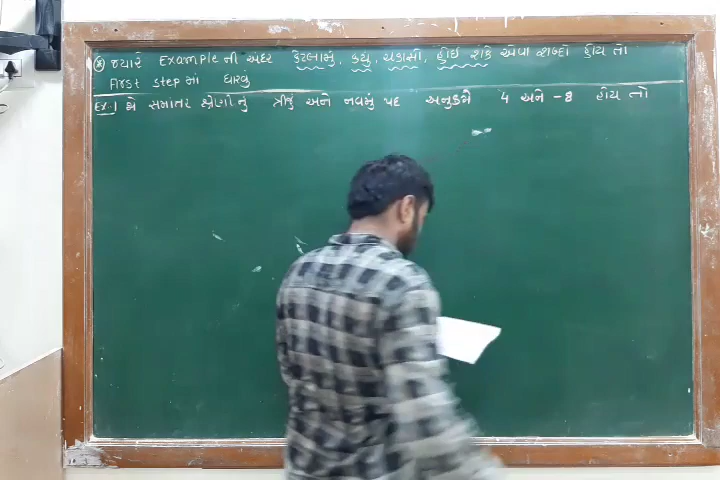 (*) જ્યારે Example ની અંદર કેટલામું, કયું, ચકાસો, હોઈ શકે એવા શબ્દો હોય તો
First step માં ધારવું
Ex-1 જો સમાંતર શ્રેણીનું ત્રીજું અને નવમું પદ અનુક્રમે 4 અને -8 હોય તો